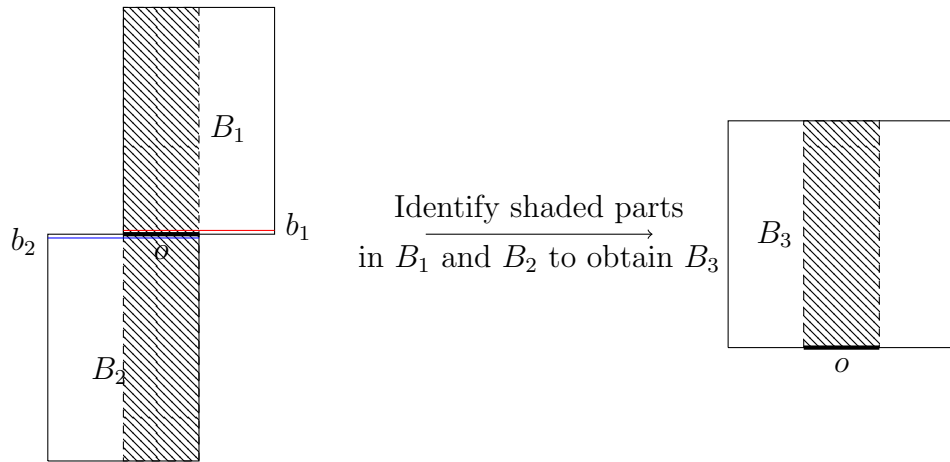 B₁
b₂
b₁
o
B₂
Identify shaded parts
in B₁ and B₂ to obtain B₃
B₃
o